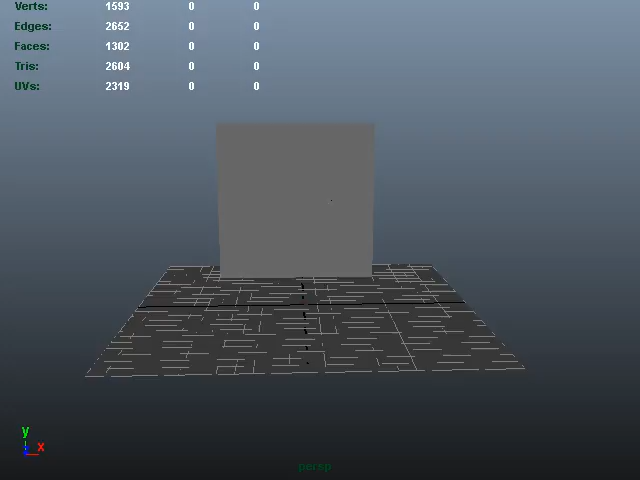 Verts: 1593 0 0
Edges: 2652 0 0
Faces: 1302 0 0
Tris: 2604 0 0
UVs: 2319 0 0
y
x
persp